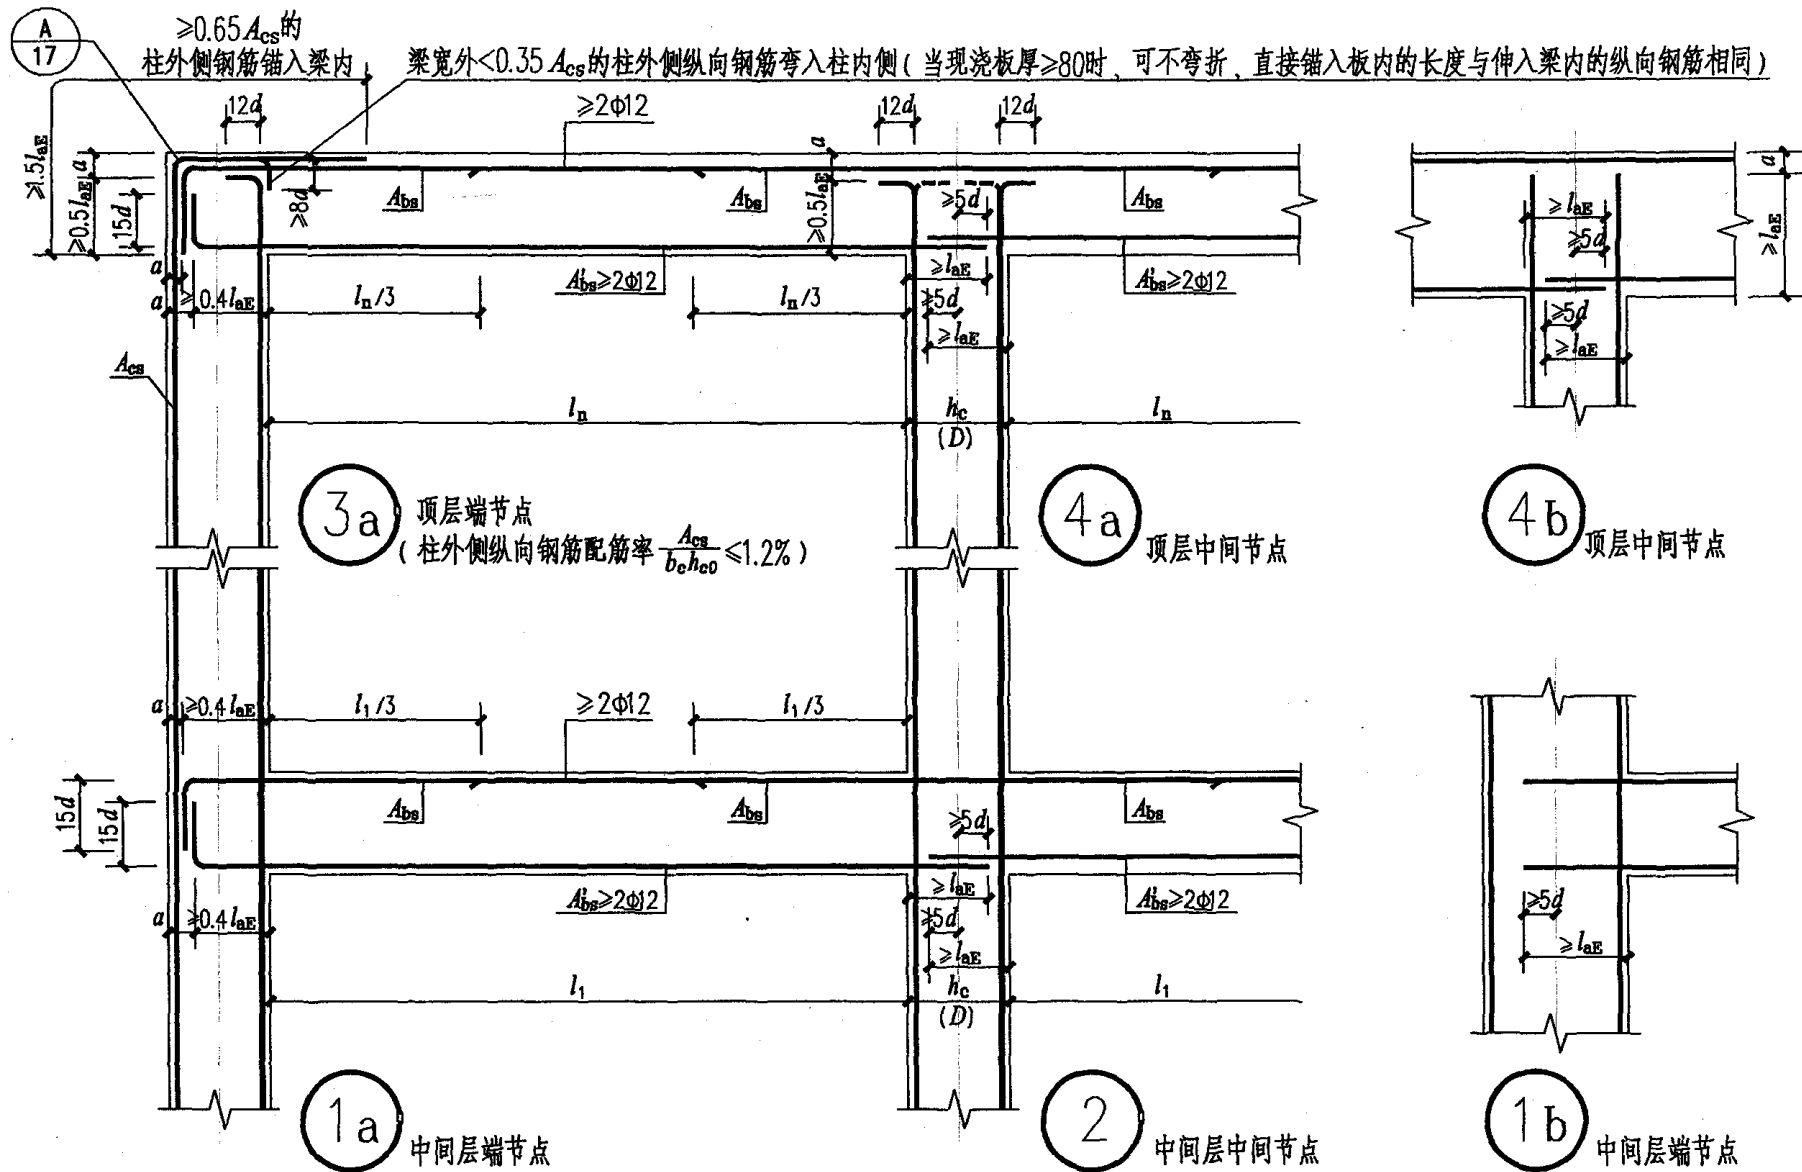 A
17
≥0.65Acs的
柱外侧钢筋锚入梁内
梁宽外<0.35Acs的柱外侧纵向钢筋弯入柱内侧(当现浇板厚≥80时、可不弯折、直接锚入板内的长度与伸入梁内的纵向钢筋相同)
12d
≥2Φ12
12d
12d
≥1.5laE
a
≥0.5laE
15d
≥8d
Abs
Abs
a
≥0.5laE
≥5d
Abs
≥laE
≥5d
a
≥laE
a
a
≥0.4laE
ln/3
A'bs≥2Φ12
ln/3
≥laE
≥5d
≥laE
A'bs≥2Φ12
≥5d
≥laE
Acs
ln
hc
(D)
ln
3a
顶层端节点
(柱外侧纵向钢筋配筋率 Acs/bchc0 ≤1.2%)
4a
顶层中间节点
4b
顶层中间节点
a
≥0.4laE
l1/3
≥2Φ12
l1/3
15d
15d
Abs
Abs
≥5d
Abs
a
≥0.4laE
A'bs≥2Φ12
≥laE
≥5d
≥laE
A'bs≥2Φ12
≥5d
≥laE
l1
hc
(D)
l1
1a
中间层端节点
2
中间层中间节点
1b
中间层端节点